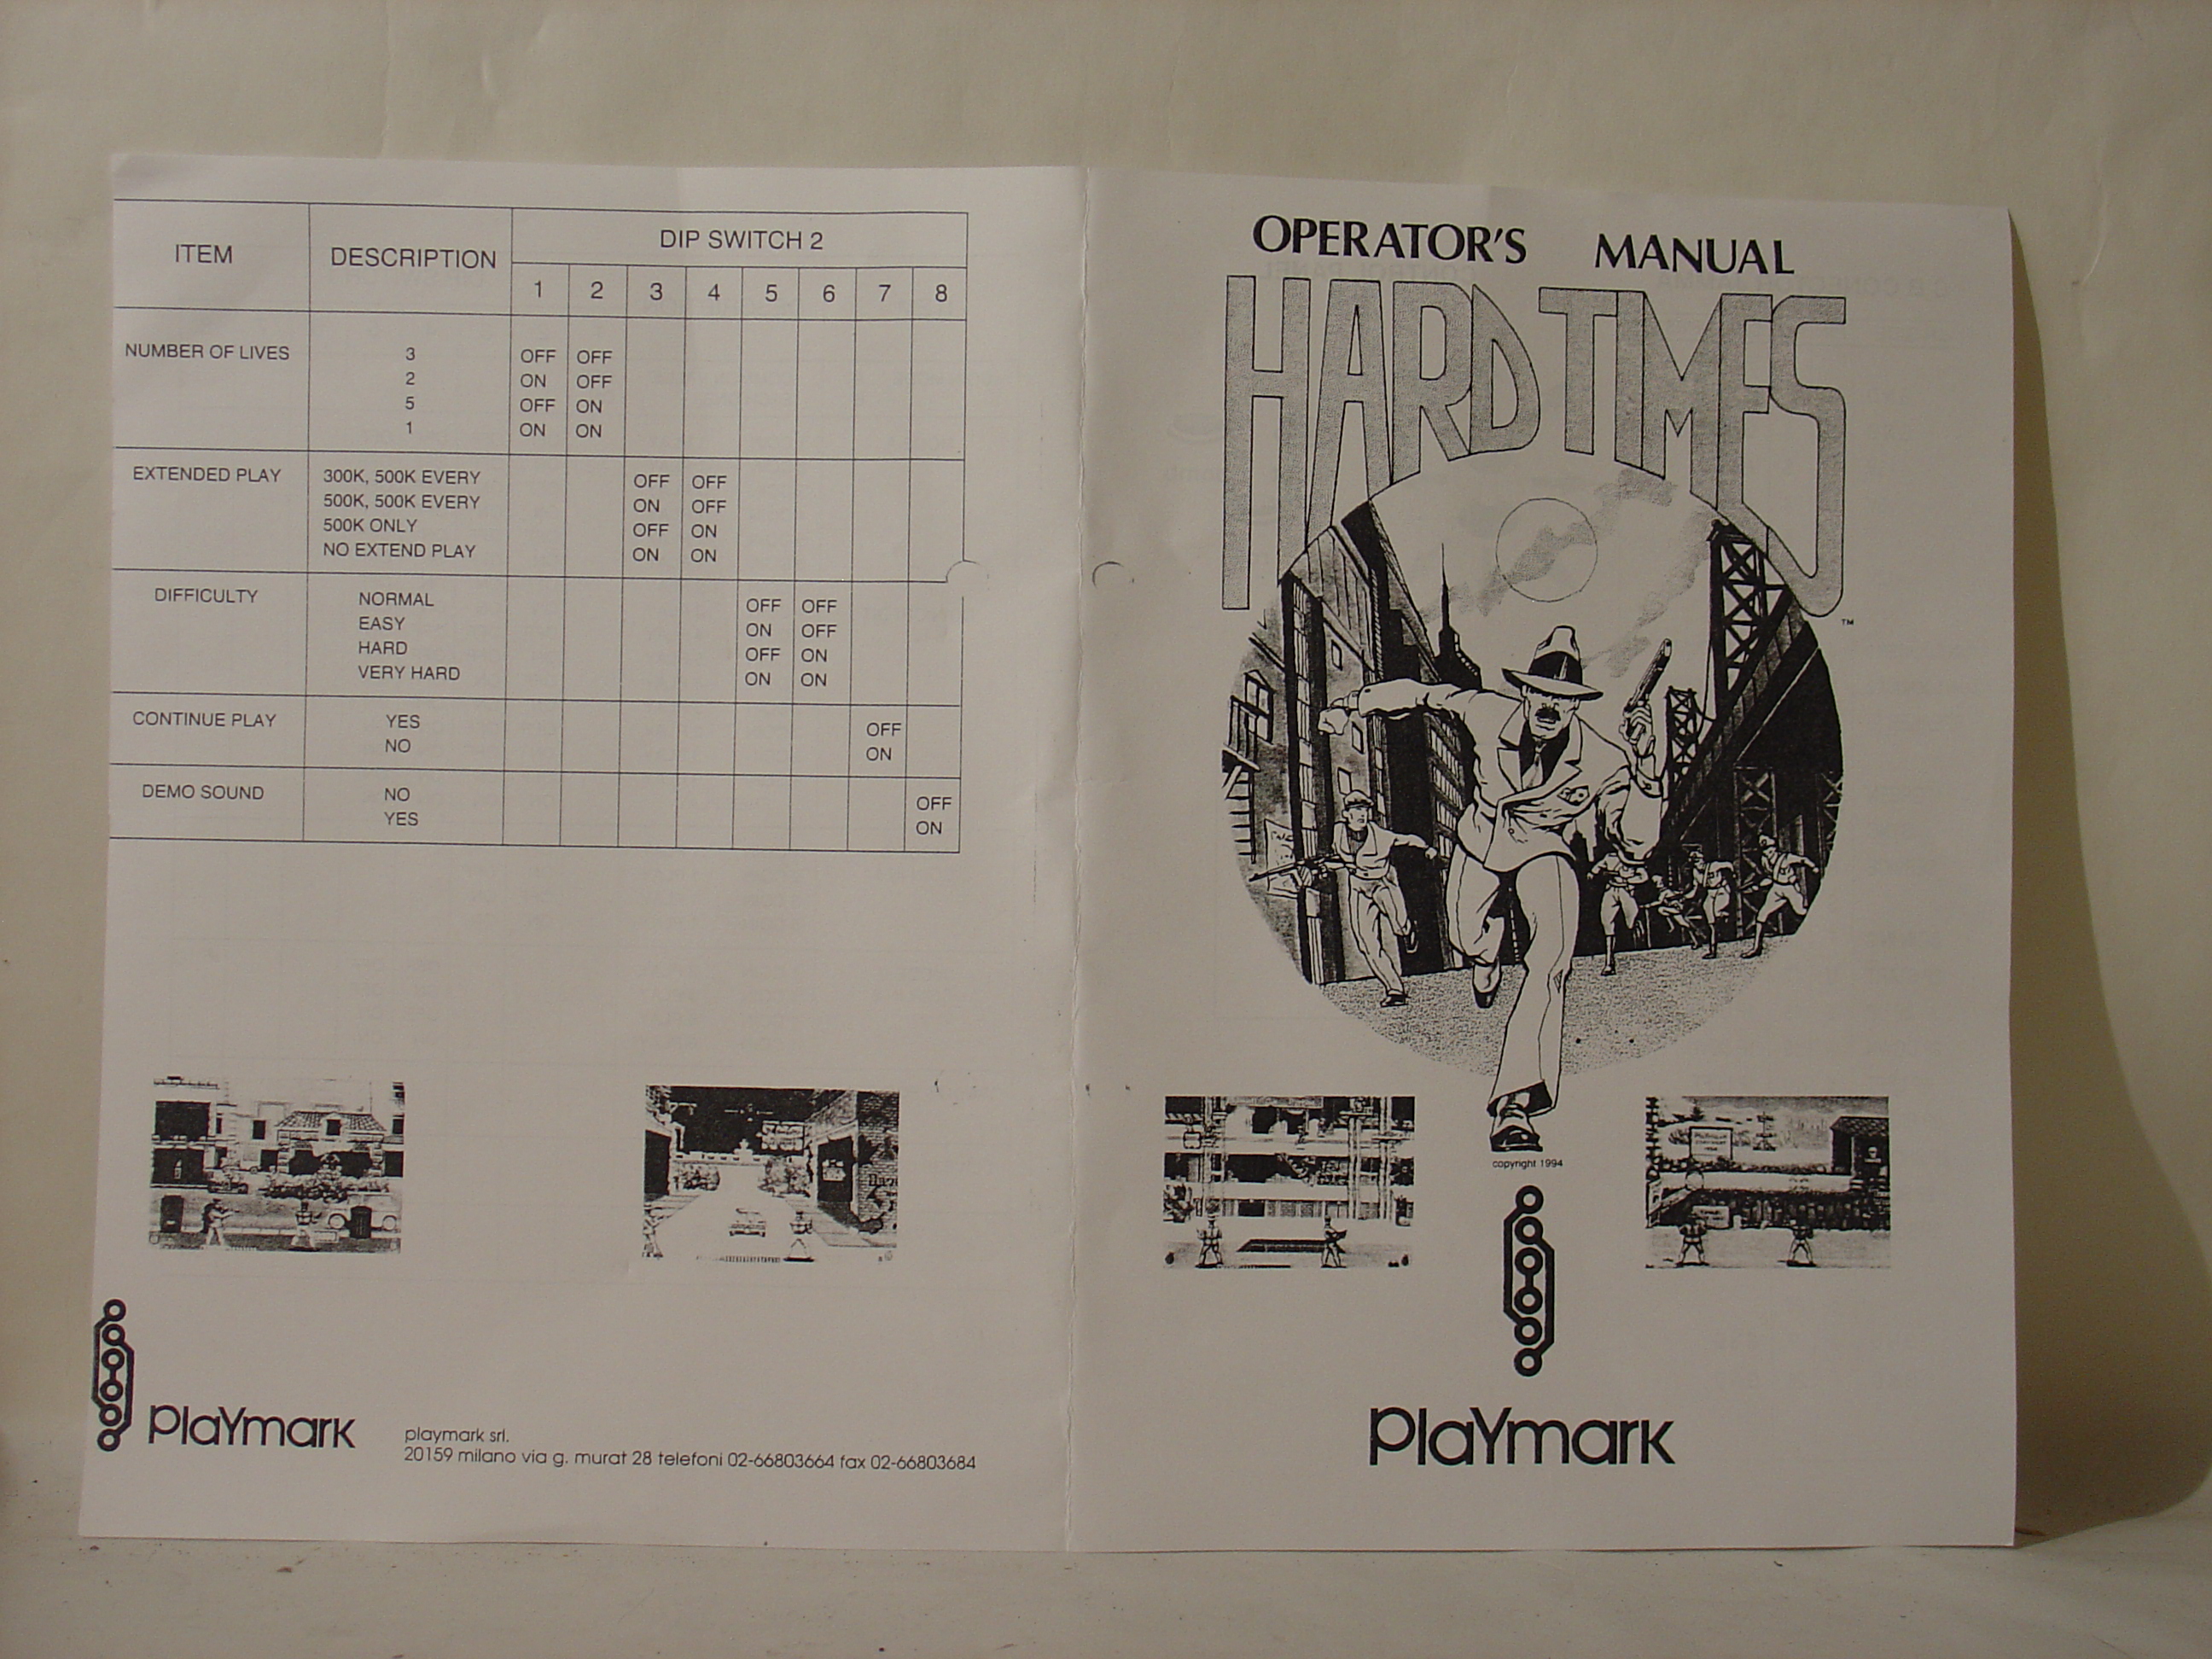 ITEM DESCRIPTION DIP SWITCH 2
1 2 3 4 5 6 7 8
NUMBER OF LIVES 3 OFF OFF
2 ON OFF
5 OFF ON
1 ON ON
EXTENDED PLAY 300K, 500K EVERY OFF OFF
500K, 500K EVERY ON OFF
500K ONLY OFF ON
NO EXTEND PLAY ON ON
DIFFICULTY NORMAL OFF OFF
EASY ON OFF
HARD OFF ON
VERY HARD ON ON
CONTINUE PLAY YES OFF
NO ON
DEMO SOUND NO OFF
YES ON
playmark
playmark srl.
20159 milano via g. murat 28 telefoni 02-66803664 fax 02-66803684
OPERATOR'S MANUAL
HARD TIMES
TM
copyright 1994
playmark